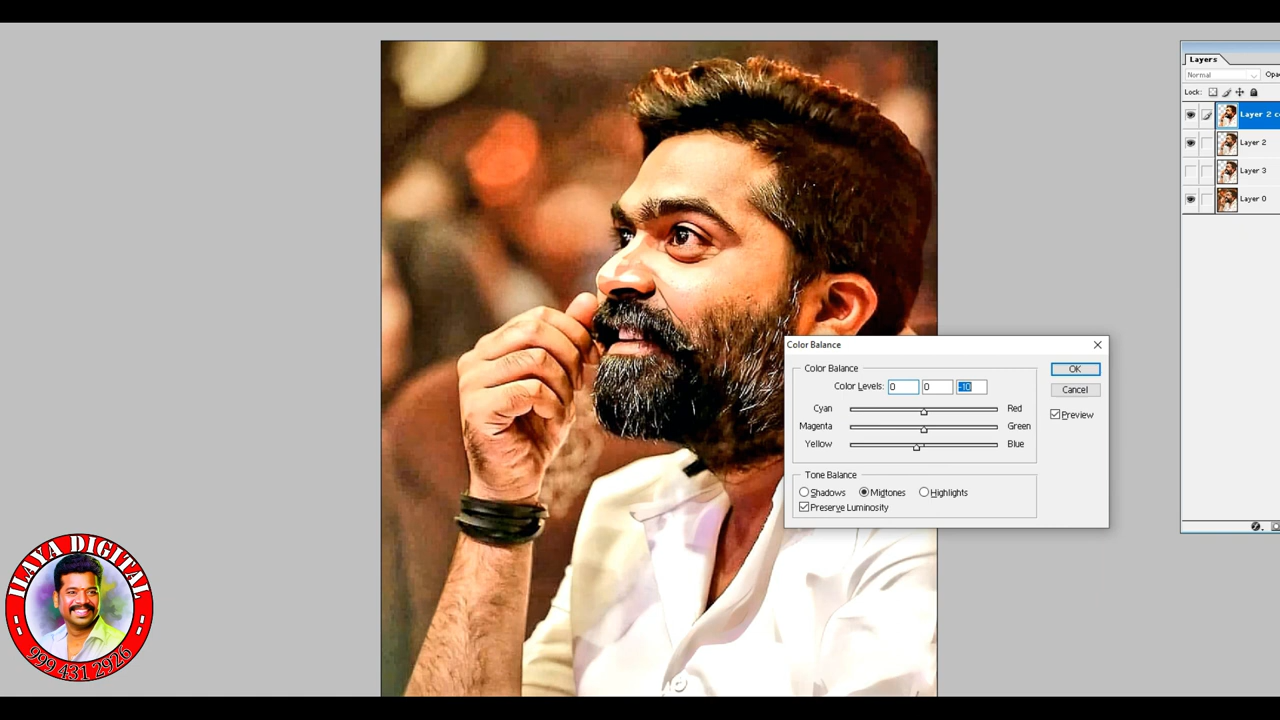 Layers
Normal
Opa
Lock:
Layer 2 c
Layer 2
Layer 3
Layer 0
Color Balance
Color Balance
Color Levels: 0 0 -10
Cyan Red
Magenta Green
Yellow Blue
OK
Cancel
Preview
Tone Balance
Shadows Midtones Highlights
Preserve Luminosity
ILAYA DIGITAL
999 431 2926